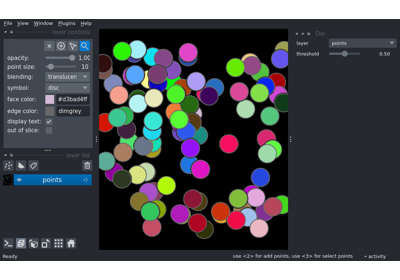 File View Plugins Window Help
layer controls
opacity: 1.00
point size: 10
blending: translucen
symbol: disc
face color: #d3bad4ff
edge color: dimgrey
display text:
out of slice:
layer list
points
layer points
threshold 0.50
Ready
use <2> for add points, use <3> for select points
activity